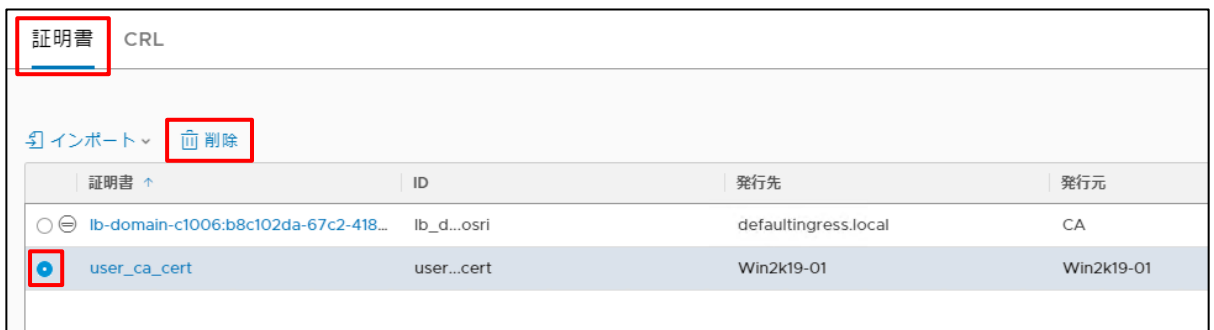 証明書 CRL
インポート 削除
証明書 ↑ ID 発行先 発行元
lb-domain-c1006:b8c102da-67c2-418... lb_d...osri defaultingress.local CA
user_ca_cert user...cert Win2k19-01 Win2k19-01